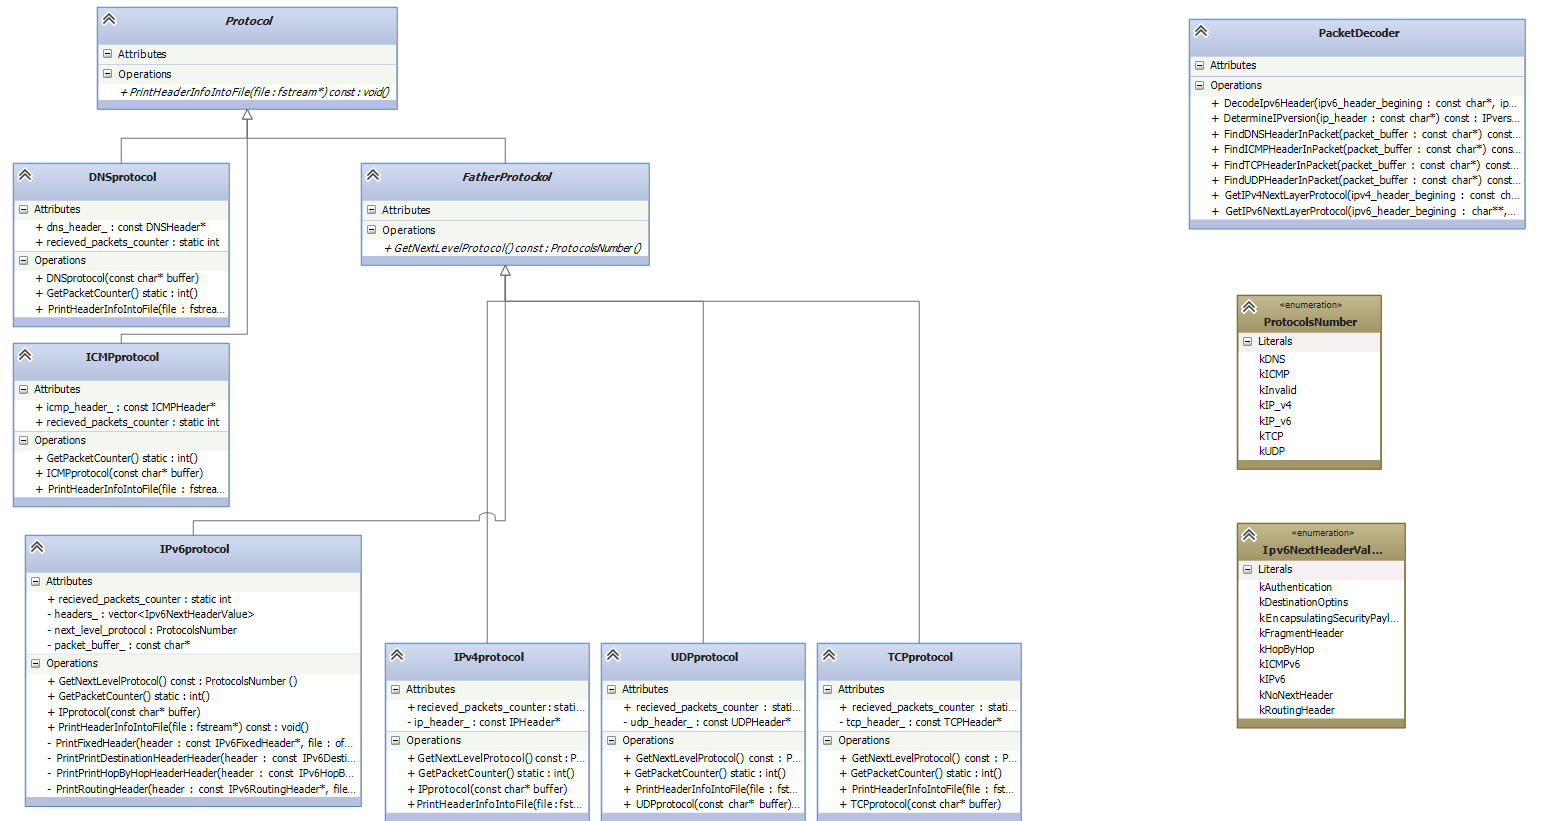 Protocol
Attributes
Operations
+ PrintHeaderInfoIntoFile(file : fstream*) const : void()
DNSprotocol
Attributes
+ dns_header_ : const DNSHeader*
+ recieved_packets_counter : static int
Operations
+ DNSprotocol(const char* buffer)
+ GetPacketCounter() static : int()
+ PrintHeaderInfoIntoFile(file : fstrea...
FatherProtockol
Attributes
Operations
+ GetNextLevelProtocol() const : ProtocolsNumber ()
ICMPprotocol
Attributes
+ icmp_header_ : const ICMPHeader*
+ recieved_packets_counter : static int
Operations
+ GetPacketCounter() static : int()
+ ICMPprotocol(const char* buffer)
+ PrintHeaderInfoIntoFile(file : fstrea...
IPv6protocol
Attributes
+ recieved_packets_counter : static int
- headers_ : vector<Ipv6NextHeaderValue>
- next_level_protocol : ProtocolsNumber
- packet_buffer_ : const char*
Operations
+ GetNextLevelProtocol() const : ProtocolsNumber ()
+ GetPacketCounter() static : int()
+ IPprotocol(const char* buffer)
+ PrintHeaderInfoIntoFile(file : fstream*) const : void()
- PrintFixedHeader(header : const IPv6FixedHeader*, file : of...
- PrintPrintDestinationHeaderHeader(header : const IPv6Desti...
- PrintPrintHopByHopHeaderHeader(header : const IPv6HopB...
- PrintRoutingHeader(header : const IPv6RoutingHeader*, file...
IPv4protocol
Attributes
+ recieved_packets_counter : stati...
- ip_header_ : const IPHeader*
Operations
+ GetNextLevelProtocol() const : P...
+ GetPacketCounter() static : int()
+ IPprotocol(const char* buffer)
+ PrintHeaderInfoIntoFile(file : fst...
UDPprotocol
Attributes
+ recieved_packets_counter : stati...
- udp_header_ : const UDPHeader*
Operations
+ GetNextLevelProtocol() const : P...
+ GetPacketCounter() static : int()
+ PrintHeaderInfoIntoFile(file : fst...
+ UDPprotocol(const char* buffer)...
TCPprotocol
Attributes
+ recieved_packets_counter : stati...
- tcp_header_ : const TCPHeader*
Operations
+ GetNextLevelProtocol() const : P...
+ GetPacketCounter() static : int()
+ PrintHeaderInfoIntoFile(file : fst...
+ TCPprotocol(const char* buffer)
PacketDecoder
Attributes
Operations
+ DecodeIpv6Header(ipv6_header_begining : const char*, ip...
+ DetermineIPversion(ip_header : const char*) const : IPvers...
+ FindDNSHeaderInPacket(packet_buffer : const char*) const...
+ FindICMPHeaderInPacket(packet_buffer : const char*) cons...
+ FindTCPHeaderInPacket(packet_buffer : const char*) const...
+ FindUDPHeaderInPacket(packet_buffer : const char*) const...
+ GetIPv4NextLayerProtocol(ipv4_header_begining : const ch...
+ GetIPv6NextLayerProtocol(ipv6_header_begining : char**,...
«enumeration»
ProtocolsNumber
Literals
kDNS
kICMP
kInvalid
kIP_v4
kIP_v6
kTCP
kUDP
«enumeration»
Ipv6NextHeaderVal...
Literals
kAuthentication
kDestinationOptins
kEncapsulatingSecurityPayl...
kFragmentHeader
kHopByHop
kICMPv6
kIPv6
kNoNextHeader
kRoutingHeader